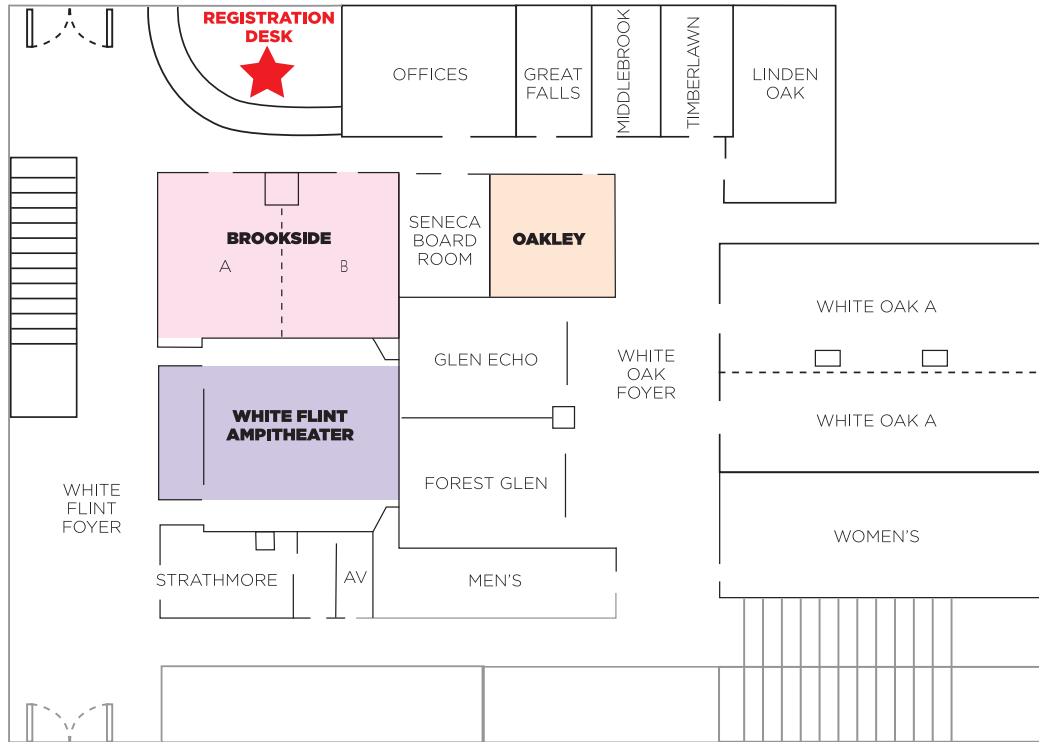 REGISTRATION
DESK
OFFICES
GREAT
FALLS
MIDDLEBROOK
TIMBERLAWN
LINDEN
OAK
BROOKSIDE
A
B
SENECA
BOARD
ROOM
OAKLEY
WHITE OAK A
GLEN ECHO
WHITE
OAK
FOYER
WHITE FLINT
AMPITHEATER
WHITE OAK A
WHITE
FLINT
FOYER
FOREST GLEN
WOMEN'S
STRATHMORE
AV
MEN'S